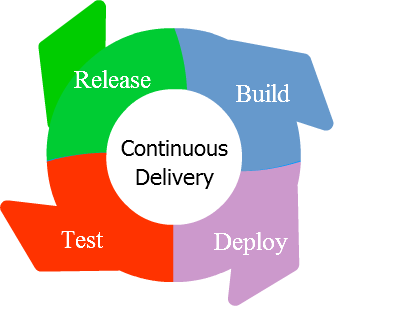 Release
Build
Continuous
Delivery
Test
Deploy